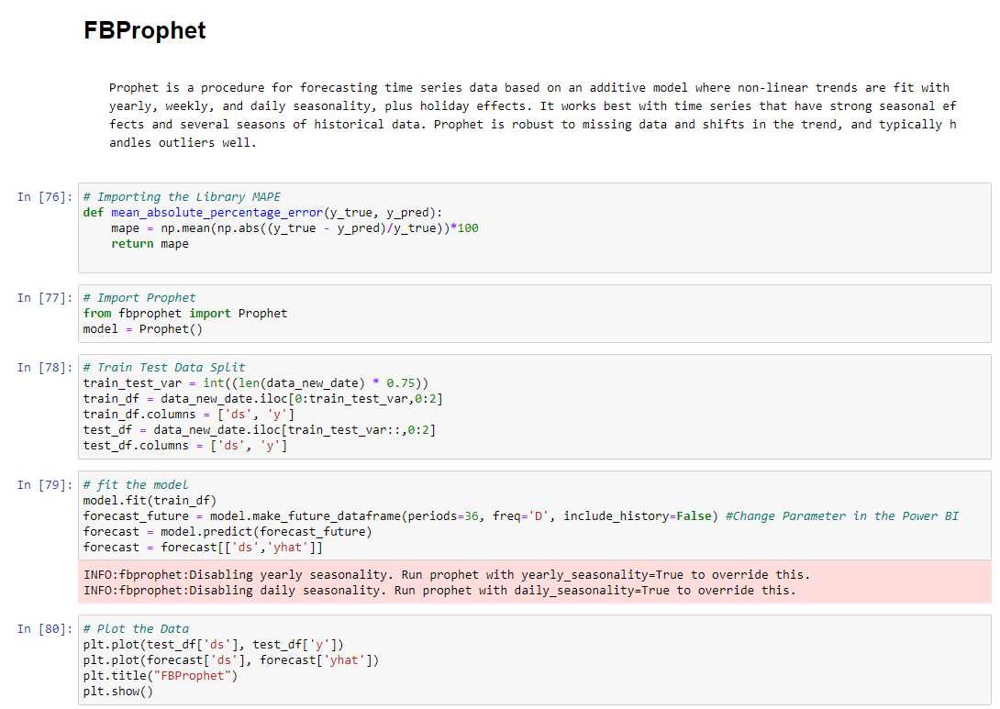 FBProphet
Prophet is a procedure for forecasting time series data based on an additive model where non-linear trends are fit with
yearly, weekly, and daily seasonality, plus holiday effects. It works best with time series that have strong seasonal ef
fects and several seasons of historical data. Prophet is robust to missing data and shifts in the trend, and typically h
andles outliers well.
In [76]: # Importing the Library MAPE
def mean_absolute_percentage_error(y_true, y_pred):
    mape = np.mean(np.abs((y_true - y_pred)/y_true))*100
    return mape
In [77]: # Import Prophet
from fbprophet import Prophet
model = Prophet()
In [78]: # Train Test Data Split
train_test_var = int((len(data_new_date) * 0.75))
train_df = data_new_date.iloc[0:train_test_var,0:2]
train_df.columns = ['ds', 'y']
test_df = data_new_date.iloc[train_test_var::,0:2]
test_df.columns = ['ds', 'y']
In [79]: # fit the model
model.fit(train_df)
forecast_future = model.make_future_dataframe(periods=36, freq='D', include_history=False) #Change Parameter in the Power BI
forecast = model.predict(forecast_future)
forecast = forecast[['ds','yhat']]
INFO:fbprophet:Disabling yearly seasonality. Run prophet with yearly_seasonality=True to override this.
INFO:fbprophet:Disabling daily seasonality. Run prophet with daily_seasonality=True to override this.
In [80]: # Plot the Data
plt.plot(test_df['ds'], test_df['y'])
plt.plot(forecast['ds'], forecast['yhat'])
plt.title("FBProphet")
plt.show()